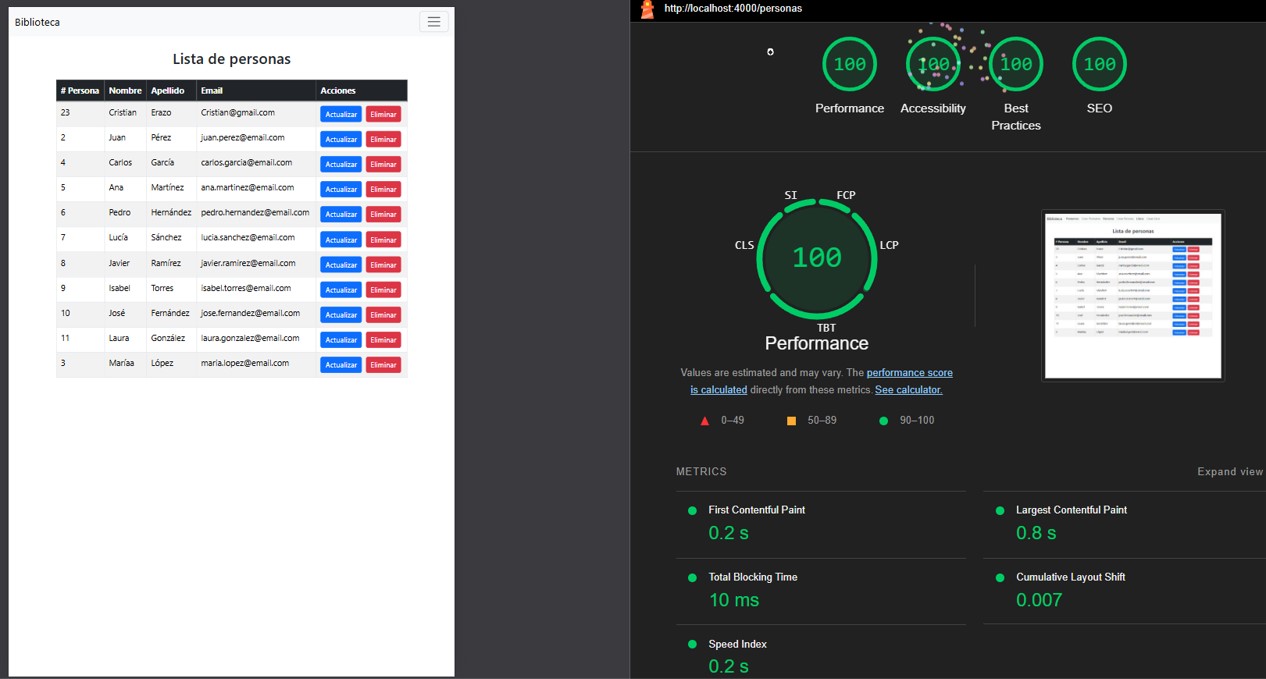 Biblioteca
Lista de personas
# Persona Nombre Apellido Email Acciones
23 Cristian Erazo Cristian@gmail.com Actualizar Eliminar
2 Juan Pérez juan.perez@email.com Actualizar Eliminar
4 Carlos García carlos.garcia@email.com Actualizar Eliminar
5 Ana Martínez ana.martinez@email.com Actualizar Eliminar
6 Pedro Hernández pedro.hernandez@email.com Actualizar Eliminar
7 Lucía Sánchez lucia.sanchez@email.com Actualizar Eliminar
8 Javier Ramírez javier.ramirez@email.com Actualizar Eliminar
9 Isabel Torres isabel.torres@email.com Actualizar Eliminar
10 José Fernández jose.fernandez@email.com Actualizar Eliminar
11 Laura González laura.gonzalez@email.com Actualizar Eliminar
3 Maríaa López maria.lopez@email.com Actualizar Eliminar
http://localhost:4000/personas
100 100 100 100
Performance Accessibility Best Practices SEO
SI FCP
CLS 100 LCP
TBT
Performance
Values are estimated and may vary. The performance score
is calculated directly from these metrics. See calculator.
0–49 50–89 90–100
Lista de personas
METRICS Expand view
First Contentful Paint Largest Contentful Paint
0.2 s 0.8 s
Total Blocking Time Cumulative Layout Shift
10 ms 0.007
Speed Index
0.2 s